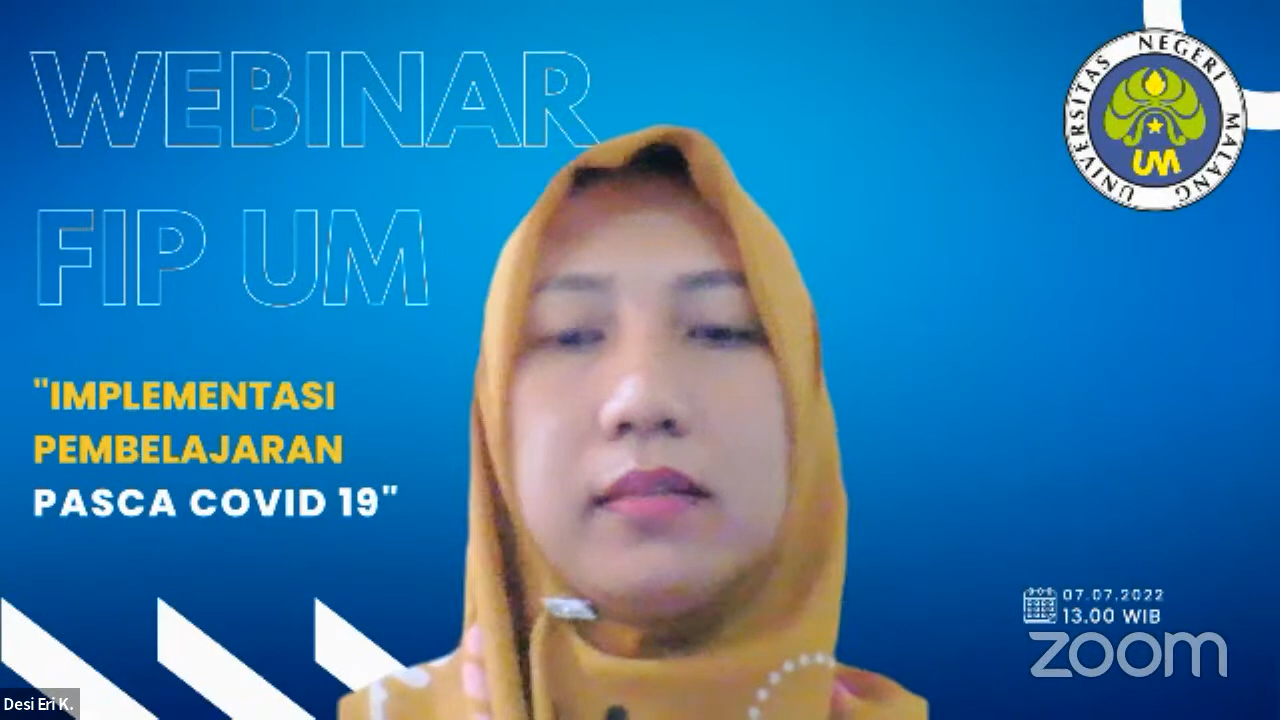 WEBINAR
FIP UM
"IMPLEMENTASI
PEMBELAJARAN
PASCA COVID 19"
UNIVERSITAS NEGERI MALANG
UM
07.07.2022
13.00 WIB
zoom
Desi Eri K.